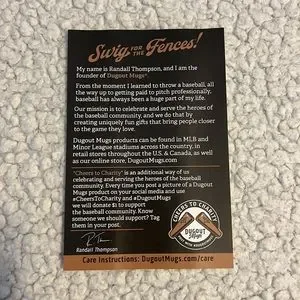 Swig FOR THE Fences!
My name is Randall Thompson, and I am the
founder of Dugout Mugs®
From the moment I learned to throw a baseball, all
the way up to getting paid to pitch professionally,
baseball has always been a huge part of my life.
Our mission is to celebrate and serve the heroes of
the baseball community, and we do that by
creating uniquely fun gifts that bring people closer
to the game they love.
Dugout Mugs products can be found in MLB and
Minor League stadiums across the country, in
retail stores throughout the U.S. & Canada, as well
as our online store, DugoutMugs.com
"Cheers to Charity" is an additional way of us
celebrating and serving the heroes of the baseball
community. Every time you post a picture of a Dugout
Mugs product on your social media and use
#CheersToCharity and #DugoutMugs
we will donate $1 to support
the baseball community. Know
someone we should support? Tag
them in your post.
CHEERS TO CHARITY
DUGOUT
Mugs
Randall Thompson
Care Instructions: DugoutMugs.com/care